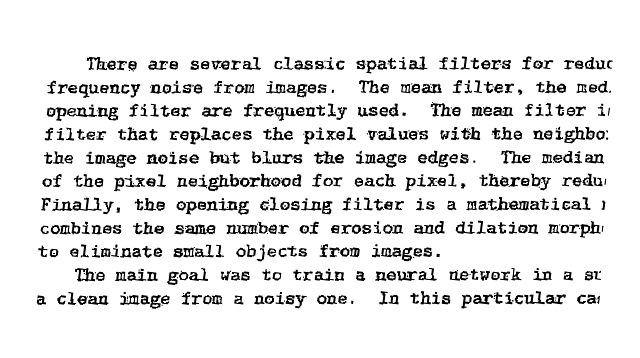 There are several classic spatial filters for reduc
frequency noise from images. The mean filter, the med
opening filter are frequently used. The mean filter i
filter that replaces the pixel values with the neighbo
the image noise but blurs the image edges. The median
of the pixel neighborhood for each pixel, thereby redu
Finally, the opening closing filter is a mathematical
combines the same number of erosion and dilation morph
to eliminate small objects from images.
The main goal was to train a neural network in a
a clean image from a noisy one. In this particular ca